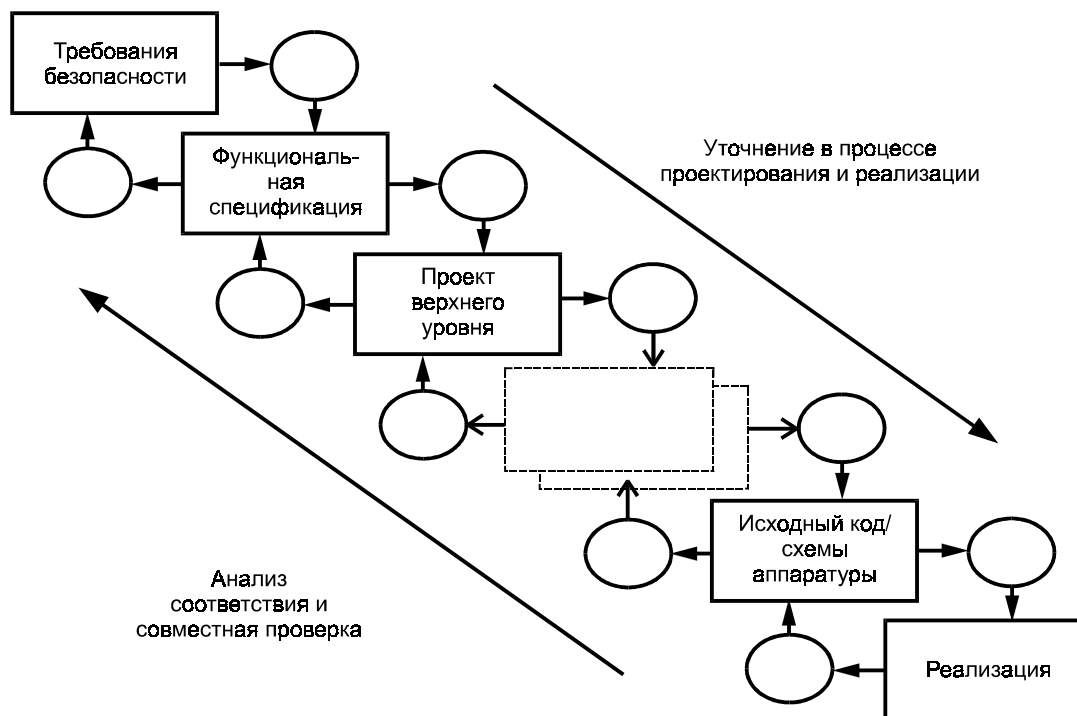 Требования
безопасности
Функциональ-
ная
спецификация
Уточнение в процессе
проектирования и реализации
Проект
верхнего
уровня
Исходный код/
схемы
аппаратуры
Анализ
соответствия и
совместная проверка
Реализация